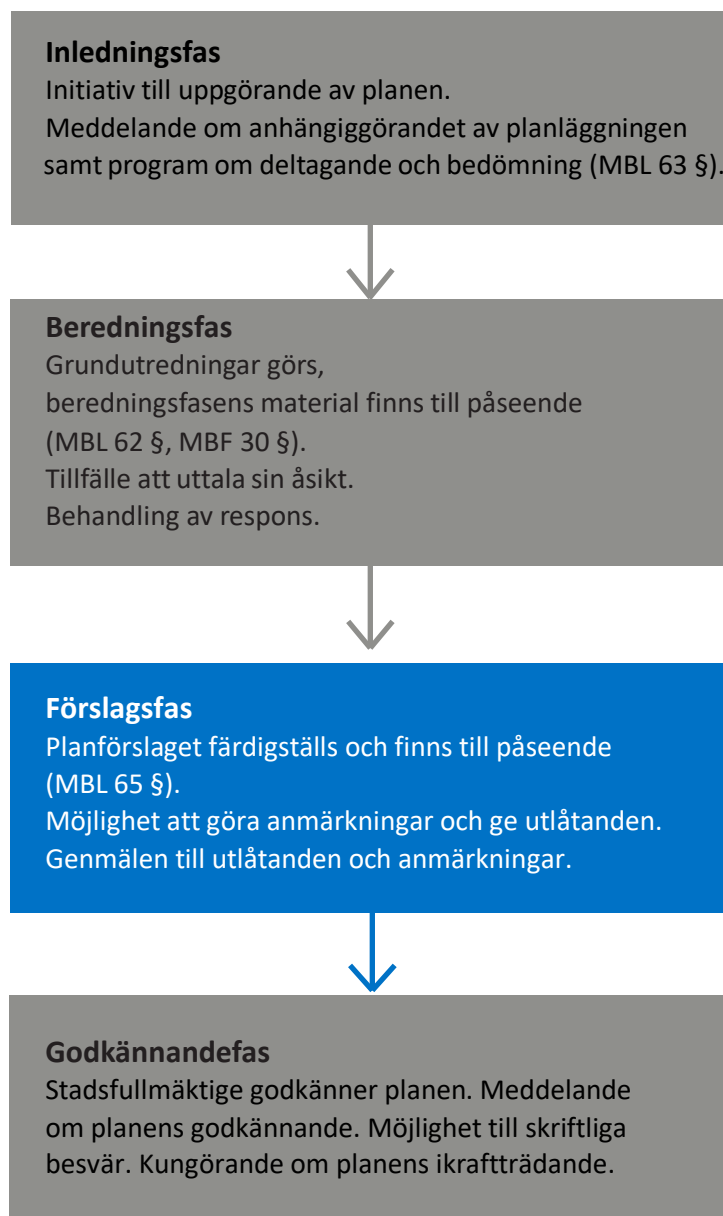 Inledningsfas
Initiativ till uppgörande av planen.
Meddelande om anhängiggörandet av planläggningen
samt program om deltagande och bedömning (MBL 63 §).
Beredningsfas
Grundutredningar görs,
beredningsfasens material finns till påseende
(MBL 62 §, MBF 30 §).
Tillfälle att uttala sin åsikt.
Behandling av respons.
Förslagsfas
Planförslaget färdigställs och finns till påseende
(MBL 65 §).
Möjlighet att göra anmärkningar och ge utlåtanden.
Genmälen till utlåtanden och anmärkningar.
Godkännandefas
Stadsfullmäktige godkänner planen. Meddelande
om planens godkännande. Möjlighet till skriftliga
besvär. Kungörande om planens ikraftträdande.